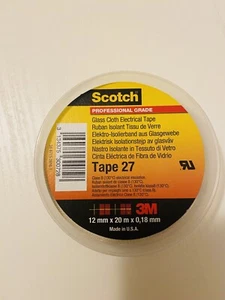 Scotch
PROFESSIONAL GRADE
Glass Cloth Electrical Tape
Ruban Isolant Tissu de Verre
Elektro-Isolierband aus Glasgewebe
Elektrisk isolationstep av glasväv
Nastro Isolante in Tessuto di Vetro
Cinta Eléctrica de Fibra de Vidrio
Tape 27
3M
12 mm x 20 m x 0,18 mm
Made in U.S.A.